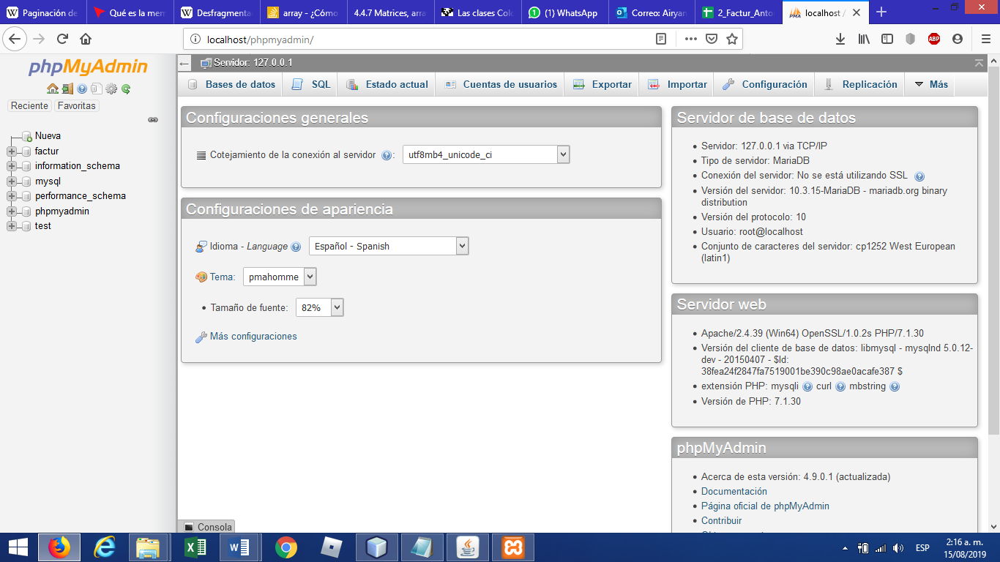 Paginación de
Qué es la mem
Desfragmenta
array - ¿Cómo
4.4.7 Matrices, arra
Las clases Cole
(1) WhatsApp
Correo: Airyan
2_Factur_Anto
localhost /
localhost/phpmyadmin/
phpMyAdmin
Reciente
Favoritas
Nueva
factur
information_schema
mysql
performance_schema
phpmyadmin
test
Servidor: 127.0.0.1
Bases de datos
SQL
Estado actual
Cuentas de usuarios
Exportar
Importar
Configuración
Replicación
Más
Configuraciones generales
Cotejamiento de la conexión al servidor :
utf8mb4_unicode_ci
Configuraciones de apariencia
Idioma - Language
Español - Spanish
Tema:
pmahomme
Tamaño de fuente:
82%
Más configuraciones
Servidor de base de datos
Servidor: 127.0.0.1 via TCP/IP
Tipo de servidor: MariaDB
Conexión del servidor: No se está utilizando SSL
Versión del servidor: 10.3.15-MariaDB - mariadb.org binary
distribution
Versión del protocolo: 10
Usuario: root@localhost
Conjunto de caracteres del servidor: cp1252 West European
(latin1)
Servidor web
Apache/2.4.39 (Win64) OpenSSL/1.0.2s PHP/7.1.30
Versión del cliente de base de datos: libmysql - mysqlnd 5.0.12-
dev - 20150407 - $Id:
38fea24f2847fa7519001be390c98ae0acafe387 $
extensión PHP: mysqli curl mbstring
Versión de PHP: 7.1.30
phpMyAdmin
Acerca de esta versión: 4.9.0.1 (actualizada)
Documentación
Página oficial de phpMyAdmin
Contribuir
Consola
ESP
2:16 a. m.
15/08/2019